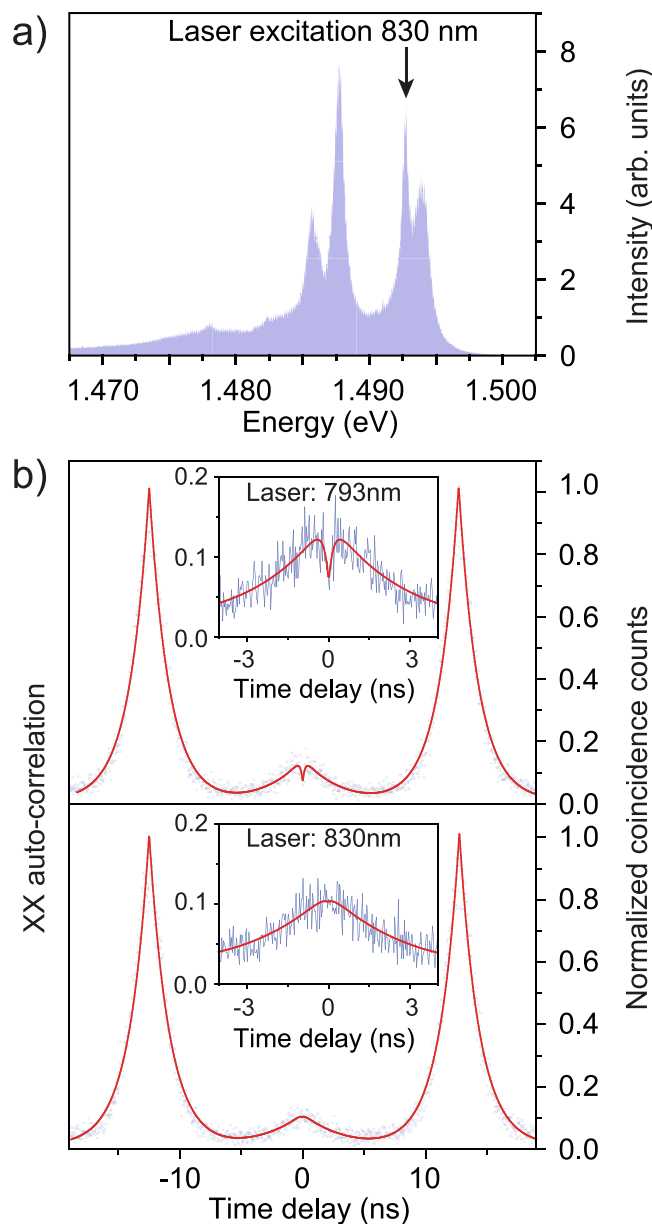 a)
Laser excitation 830 nm
8
6
4
2
0
Intensity (arb. units)
1.470 1.480 1.490 1.500
Energy (eV)
b)
XX auto-correlation
Normalized coincidence counts
Laser: 793nm
0.2
0.1
0.0
-3 0 3
Time delay (ns)
1.0
0.8
0.6
0.4
0.2
0.0
Laser: 830nm
0.2
0.1
0.0
-3 0 3
Time delay (ns)
1.0
0.8
0.6
0.4
0.2
0.0
-10 0 10
Time delay (ns)